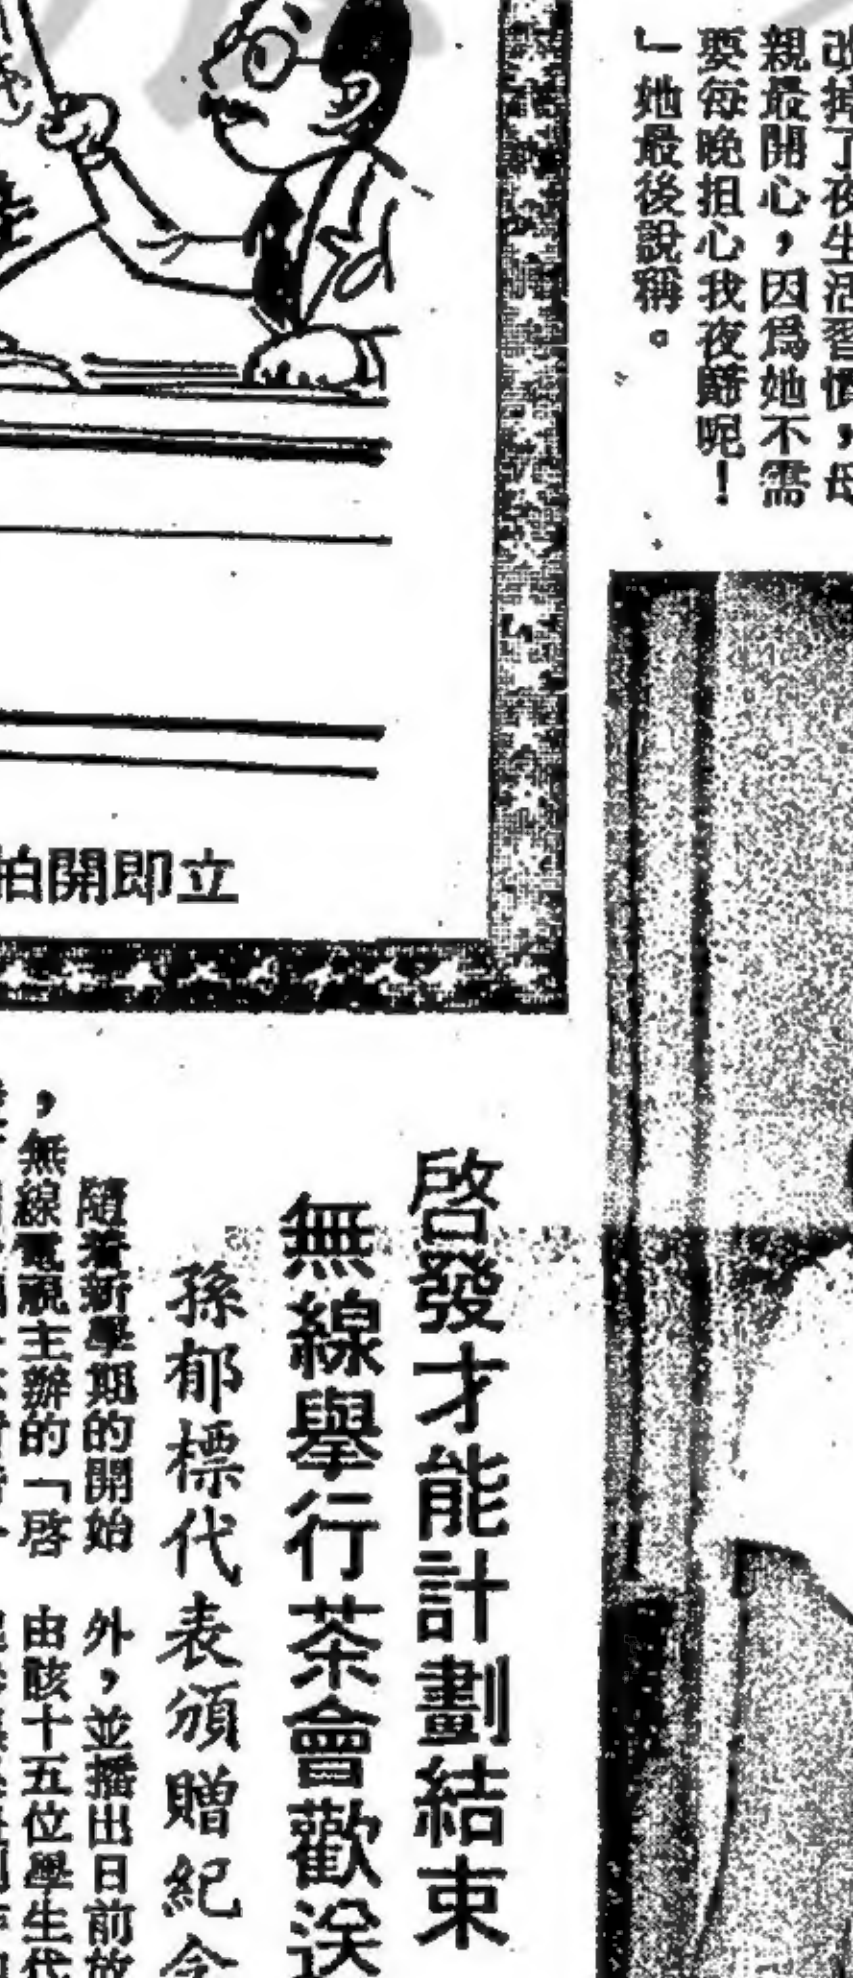 改掉了夜生活習慣，母
親最開心，因爲她不需
要每晚担心我夜歸呢！
」她最後說稱。
拍開即立
啓發才能計劃結束
無線舉行茶會歡送
孫郁標代表頒贈紀念
隨着新學期的開始
，無線電視主辦的「啓
外，並播出日前放
由該十五位學生代